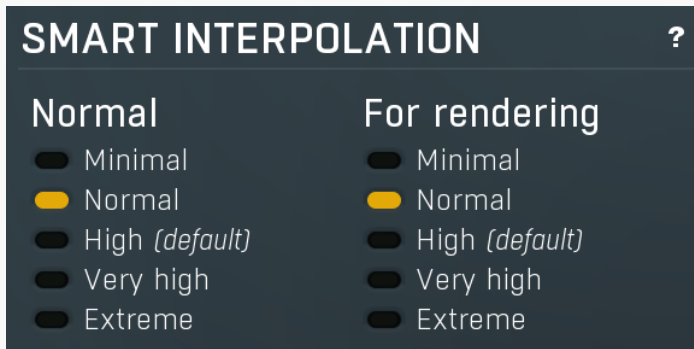 SMART INTERPOLATION ?
Normal
Minimal
Normal
High (default)
Very high
Extreme
For rendering
Minimal
Normal
High (default)
Very high
Extreme